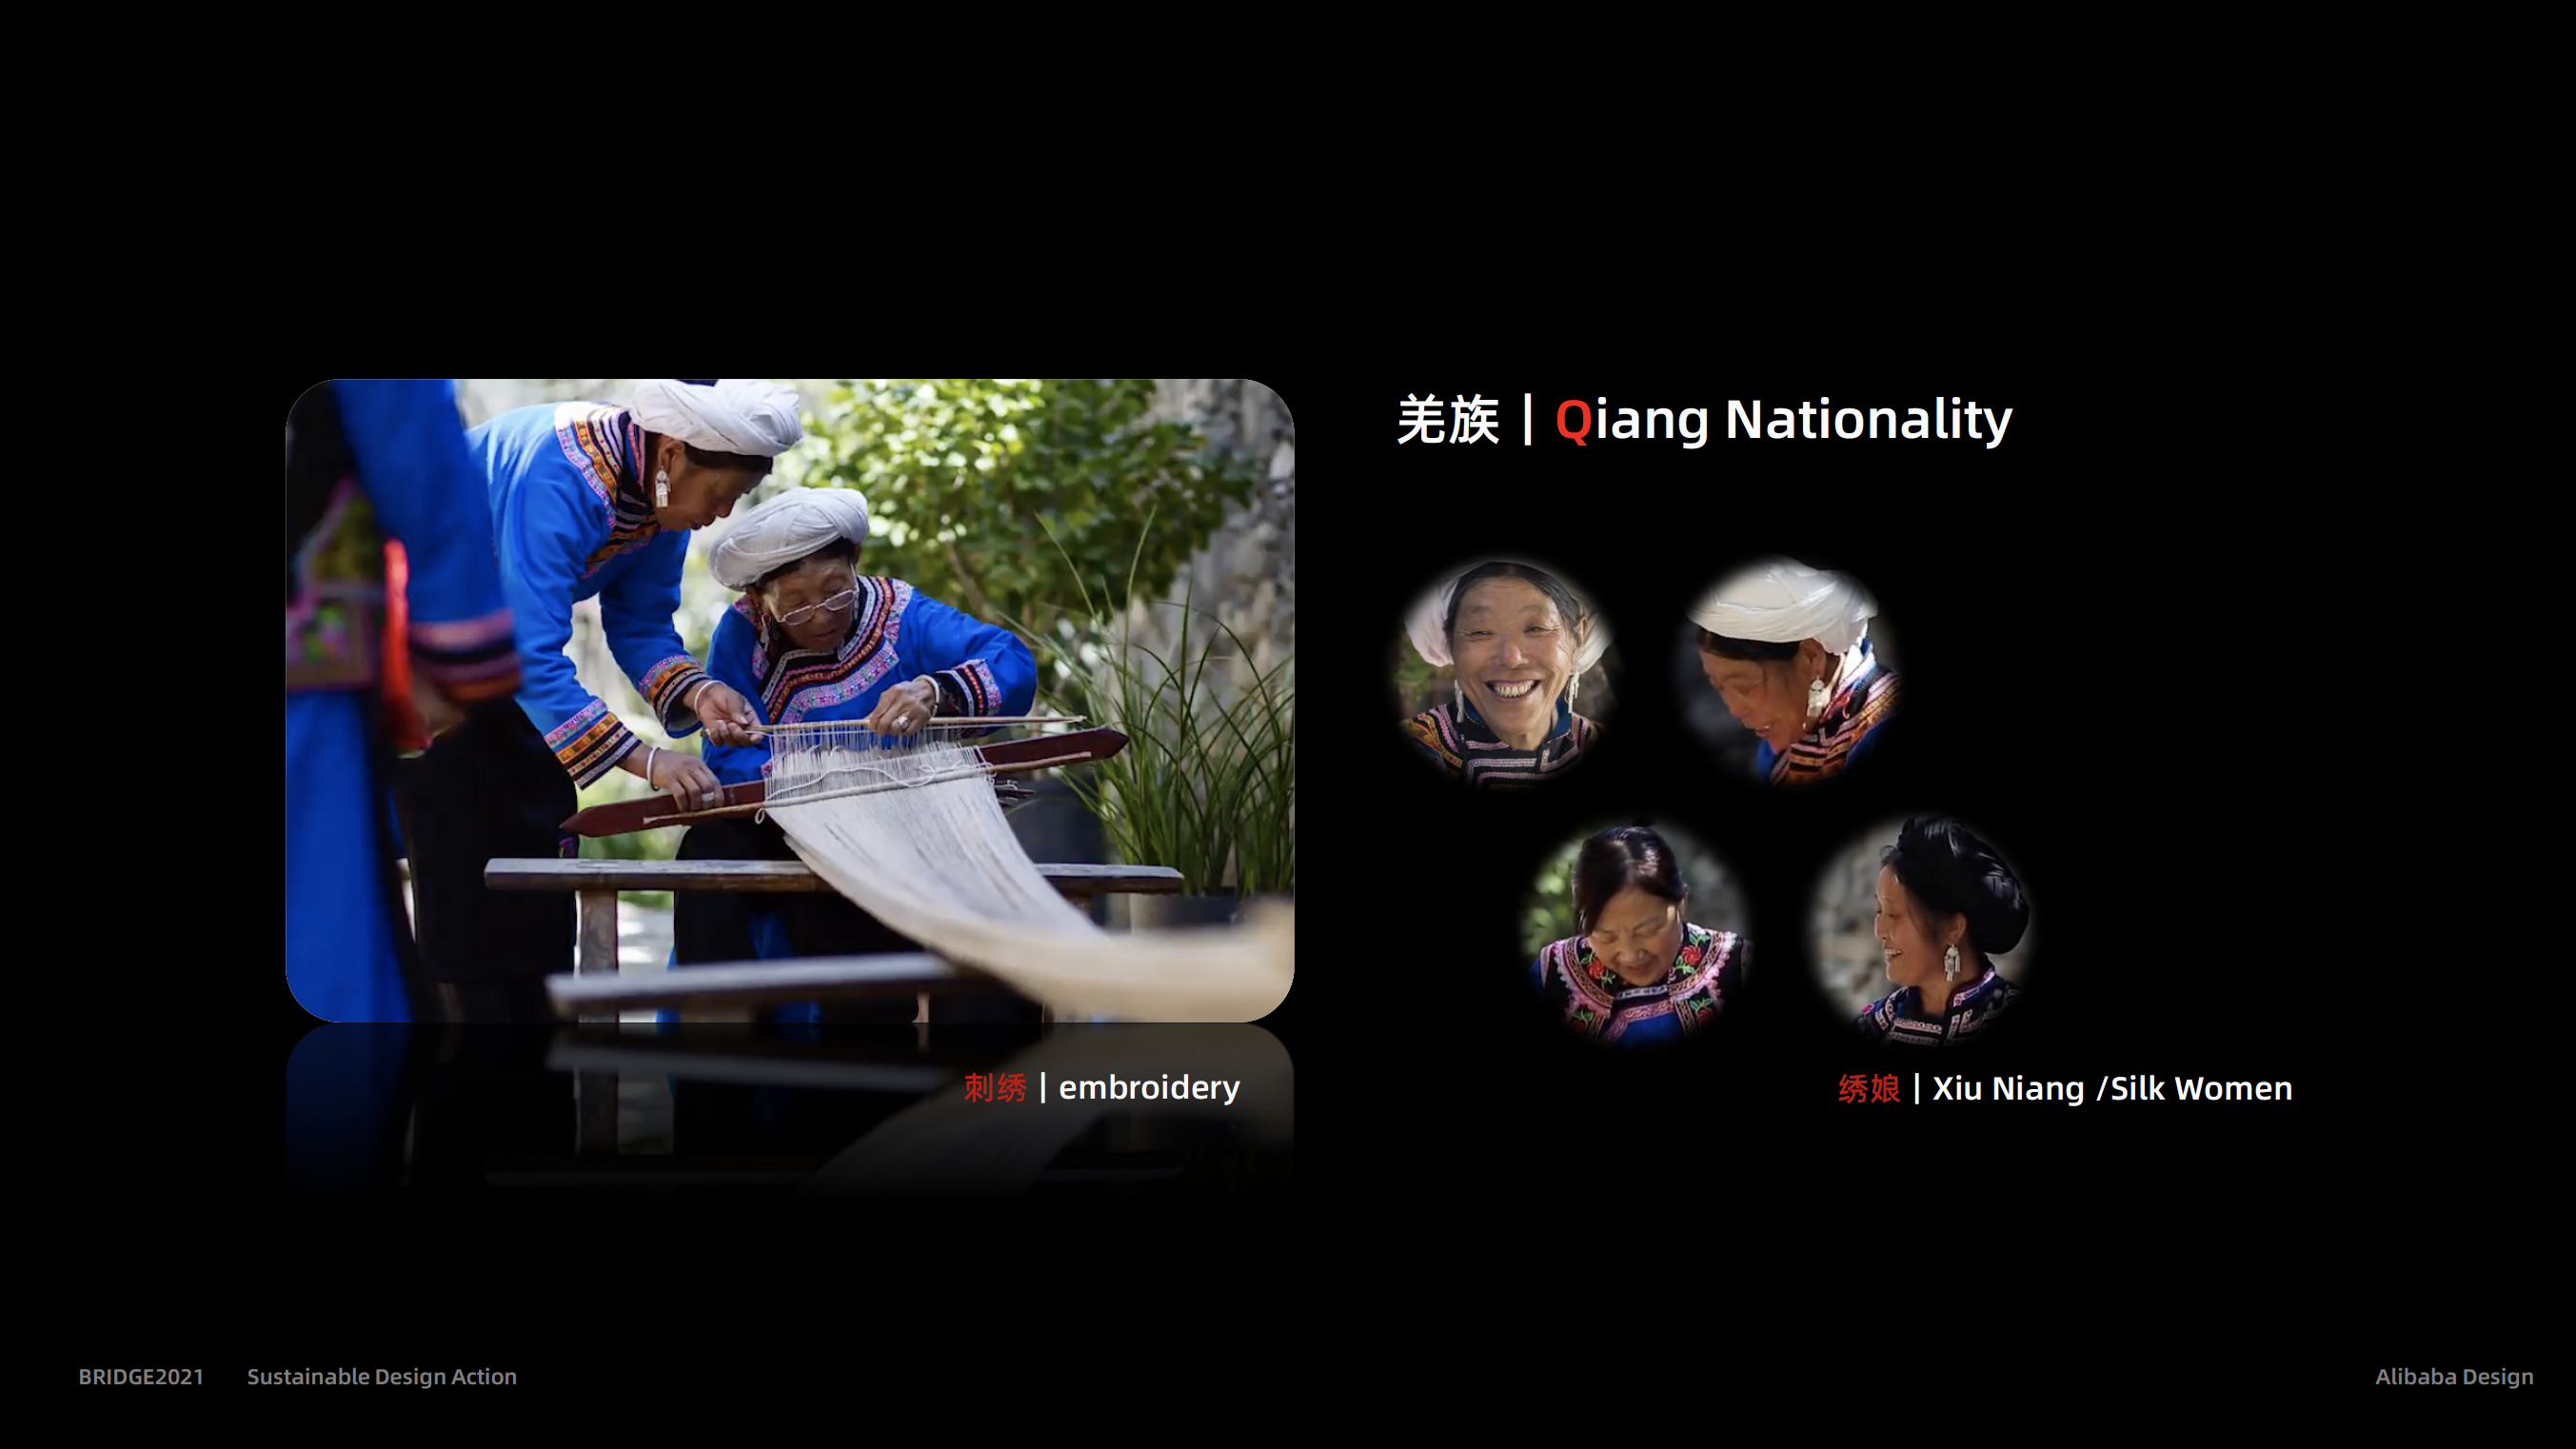 羌族 | Qiang Nationality
刺绣 | embroidery
绣娘 | Xiu Niang /Silk Women
BRIDGE2021 Sustainable Design Action
Alibaba Design